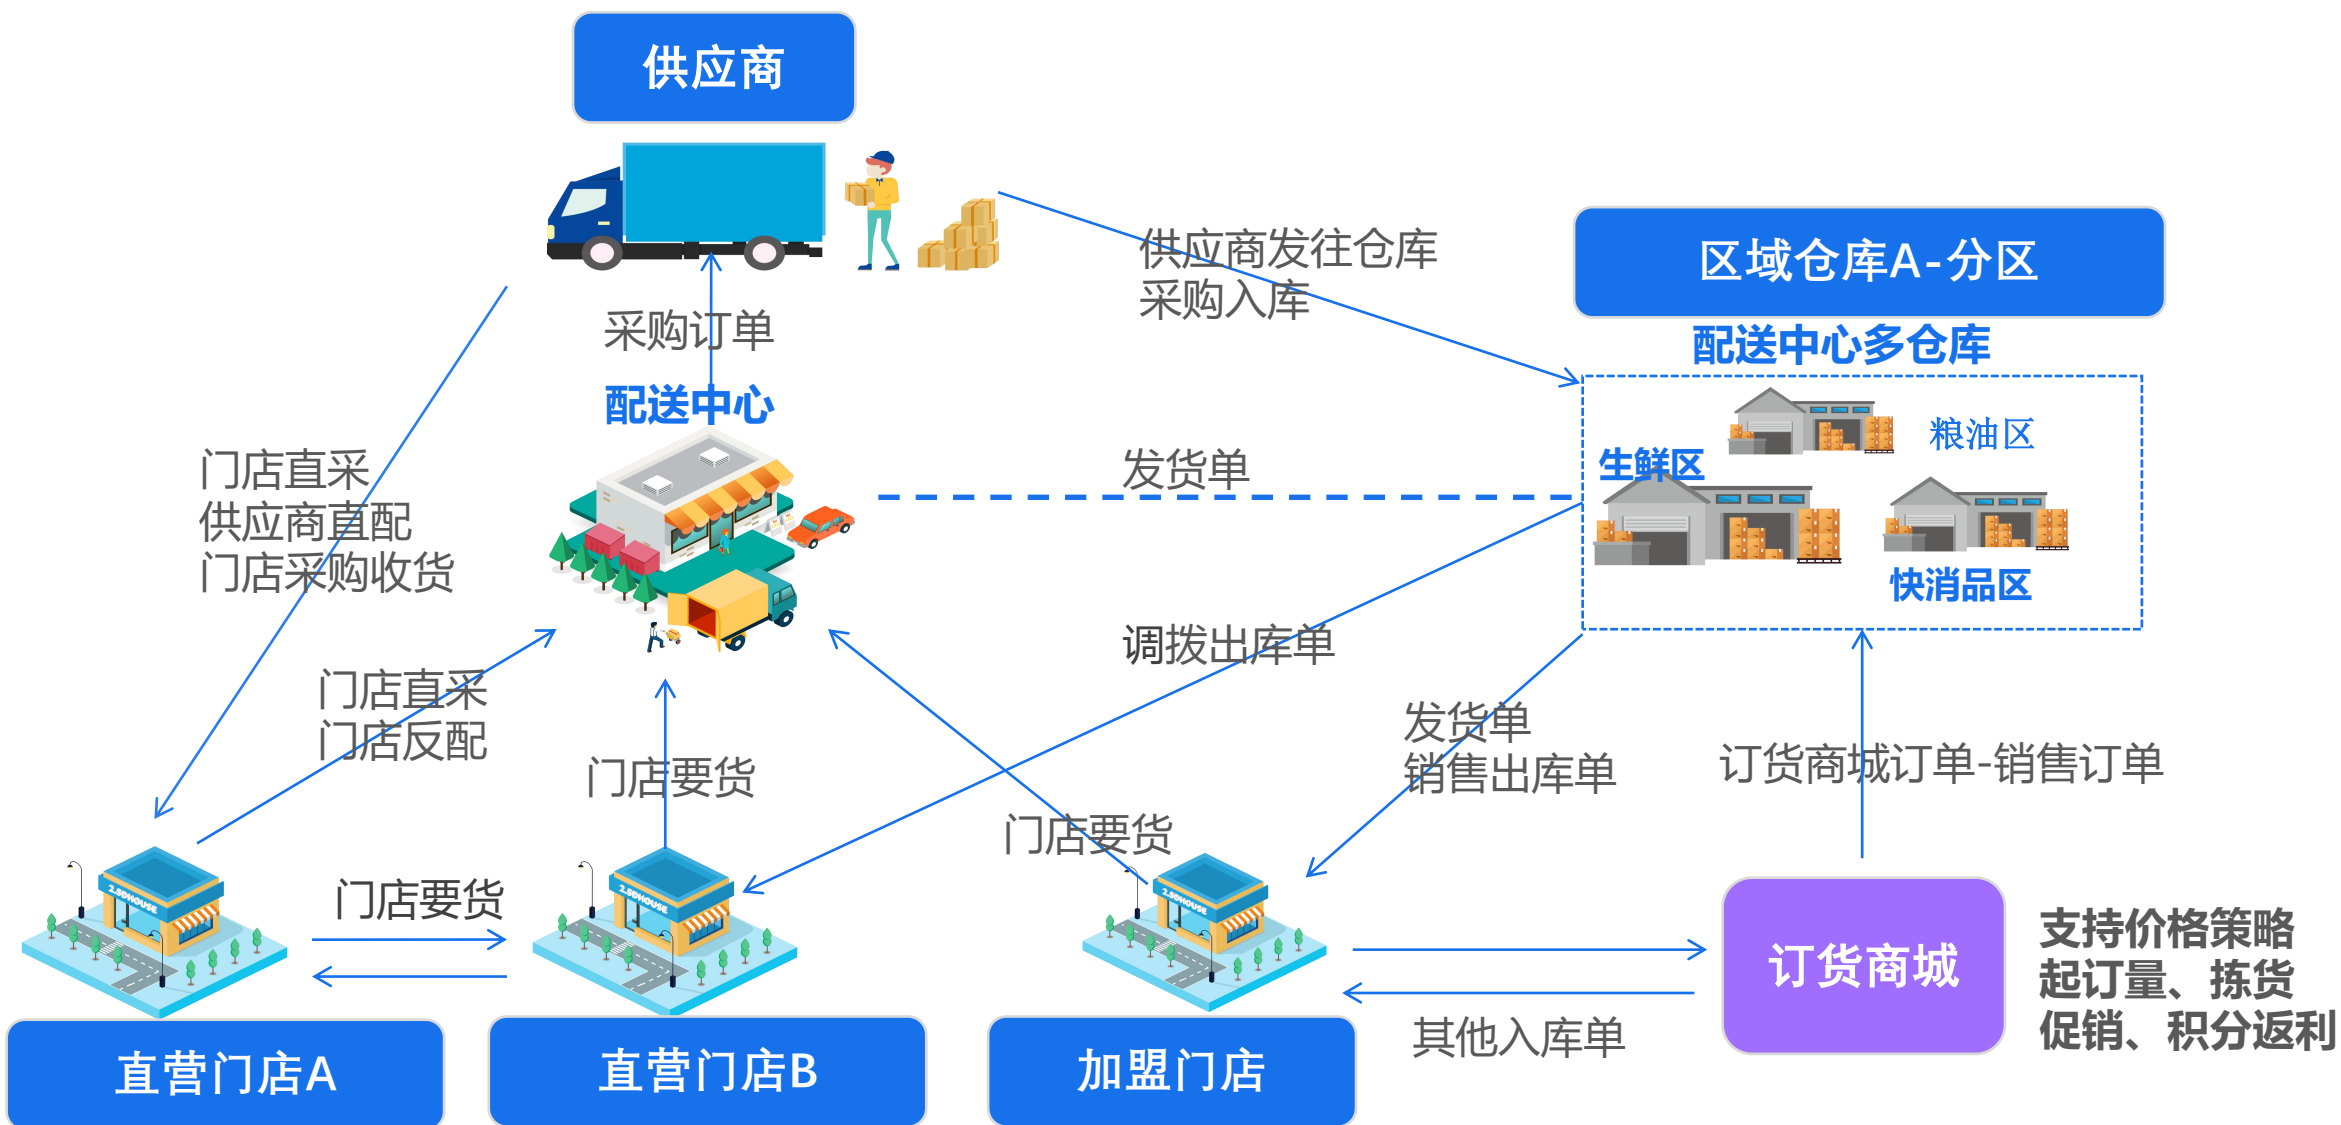 供应商
供应商发往仓库
采购入库
区域仓库A-分区
配送中心多仓库
采购订单
配送中心
粮油区
生鲜区
快消品区
发货单
门店直采
供应商直配
门店采购收货
调拨出库单
门店直采
门店反配
门店要货
发货单
销售出库单
订货商城订单-销售订单
门店要货
门店要货
2.5DHOUSE
2.5DHOUSE
2.5DHOUSE
订货商城
支持价格策略
起订量、拣货
促销、积分返利
其他入库单
直营门店A
直营门店B
加盟门店